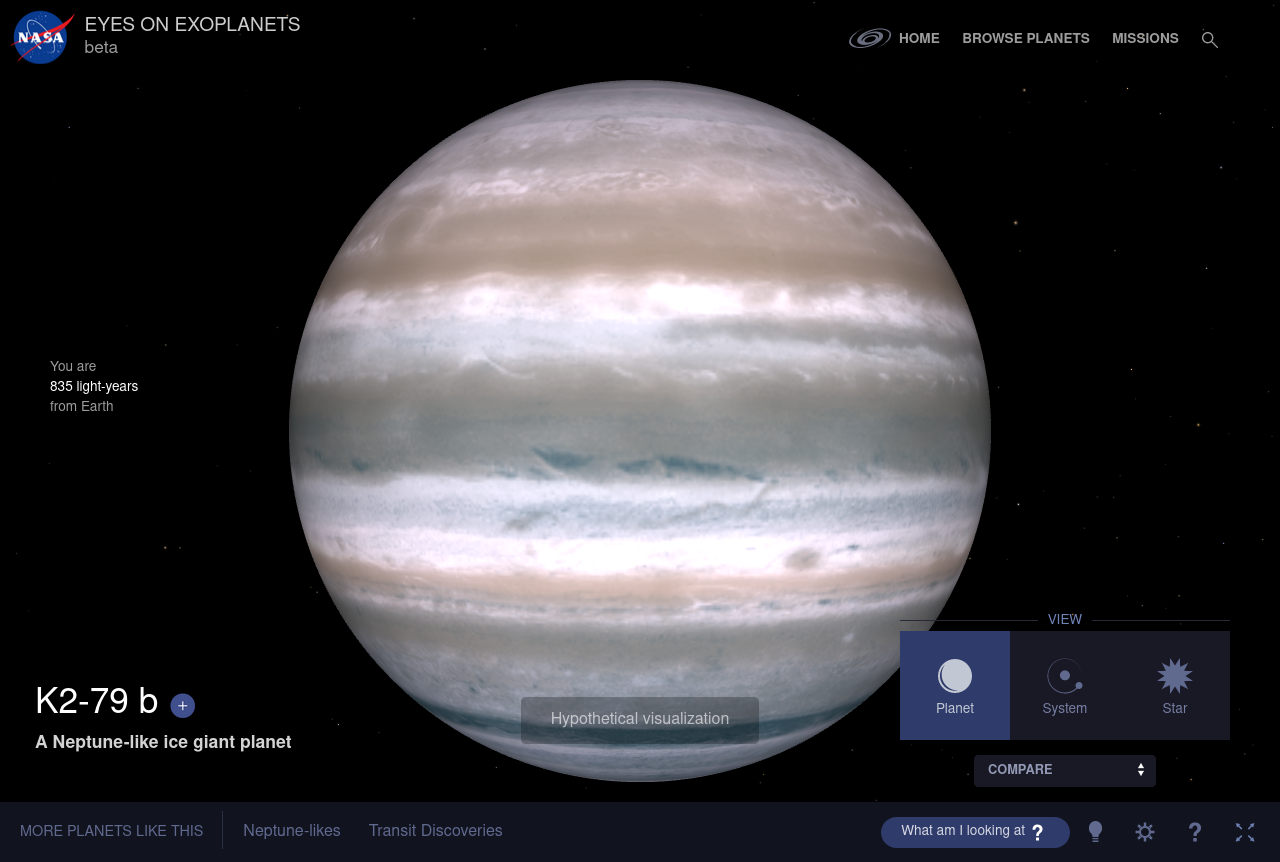 NASA
EYES ON EXOPLANETS
beta
HOME
BROWSE PLANETS
MISSIONS
You are
835 light-years
from Earth
K2-79 b +
A Neptune-like ice giant planet
Hypothetical visualization
VIEW
Planet
System
Star
COMPARE
MORE PLANETS LIKE THIS
Neptune-likes
Transit Discoveries
What am I looking at ?
?